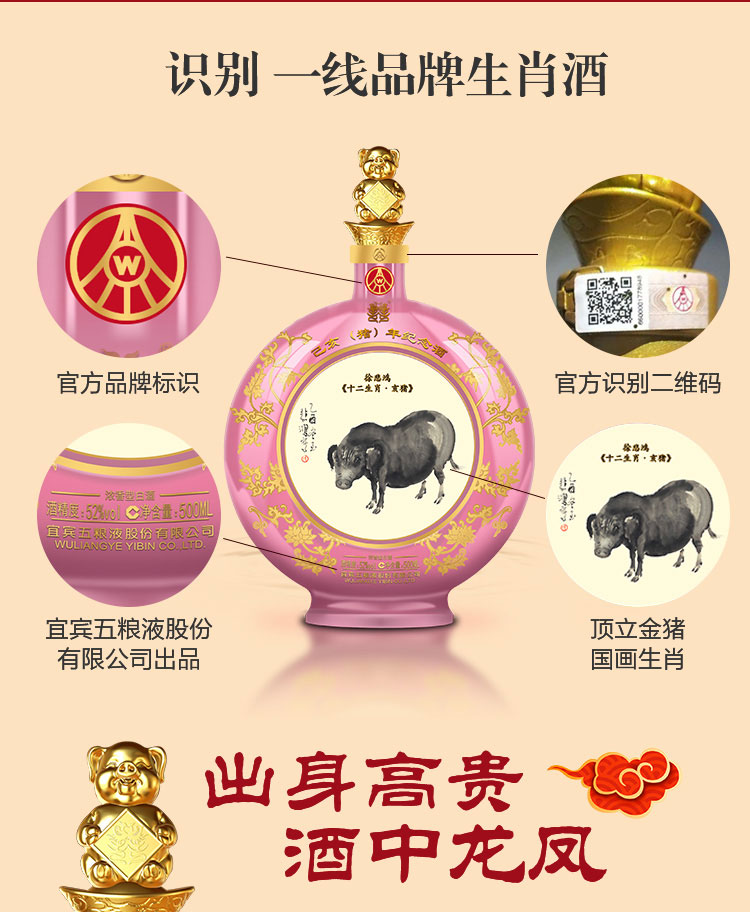 识别 一线品牌生肖酒
W
官方品牌标识
860000017789448
官方识别二维码
己亥（猪）年纪念酒
徐悲鸿
《十二生肖·亥猪》
浓香型白酒
酒精度:52%vol 净含量:500ML
宜宾五粮液股份有限公司
WULIANGYE YIBIN CO.,LTD.
徐悲鸿
《十二生肖·亥猪》
宜宾五粮液股份
有限公司出品
顶立金猪
国画生肖
出身高贵
酒中龙凤